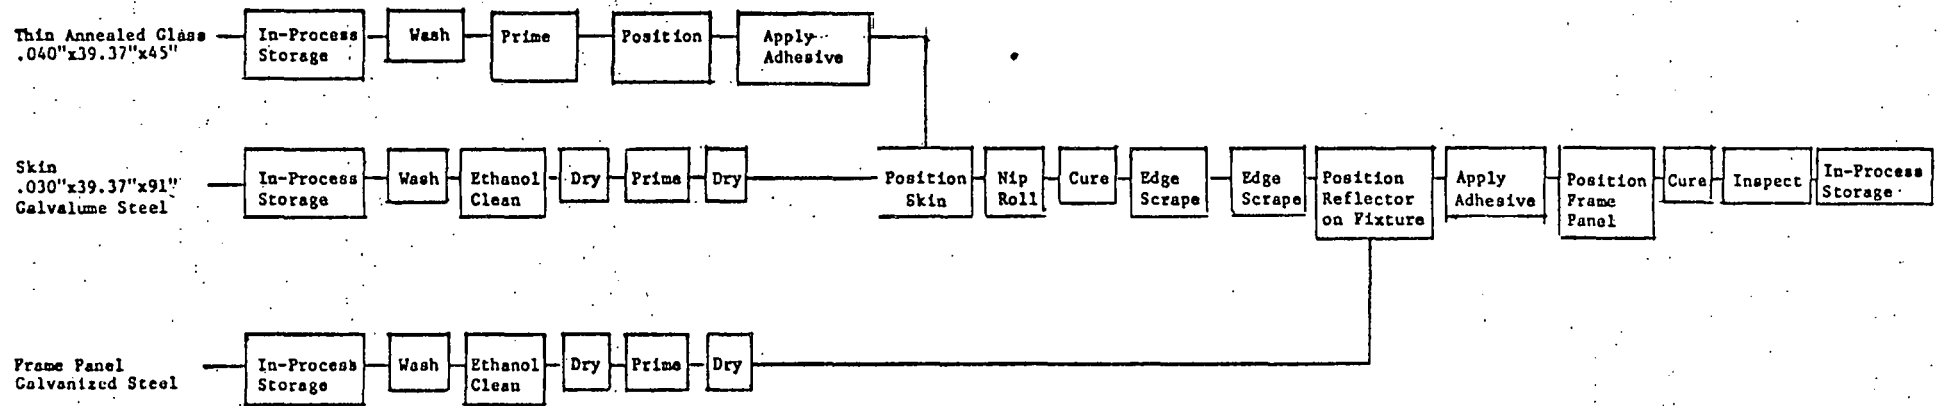 Thin Annealed Glass
.040"x39.37"x45"
In-Process
Storage
Wash
Prime
Position
Apply
Adhesive
Skin
.030"x39.37"x91"
Galvalume Steel
In-Process
Storage
Wash
Ethanol
Clean
Dry
Prime
Dry
Position
Skin
Nip
Roll
Cure
Edge
Scrape
Edge
Scrape
Position
Reflector
on Fixture
Apply
Adhesive
Position
Frame
Panel
Cure
Inspect
In-Process
Storage
Frame Panel
Galvanized Steel
In-Process
Storage
Wash
Ethanol
Clean
Dry
Prime
Dry